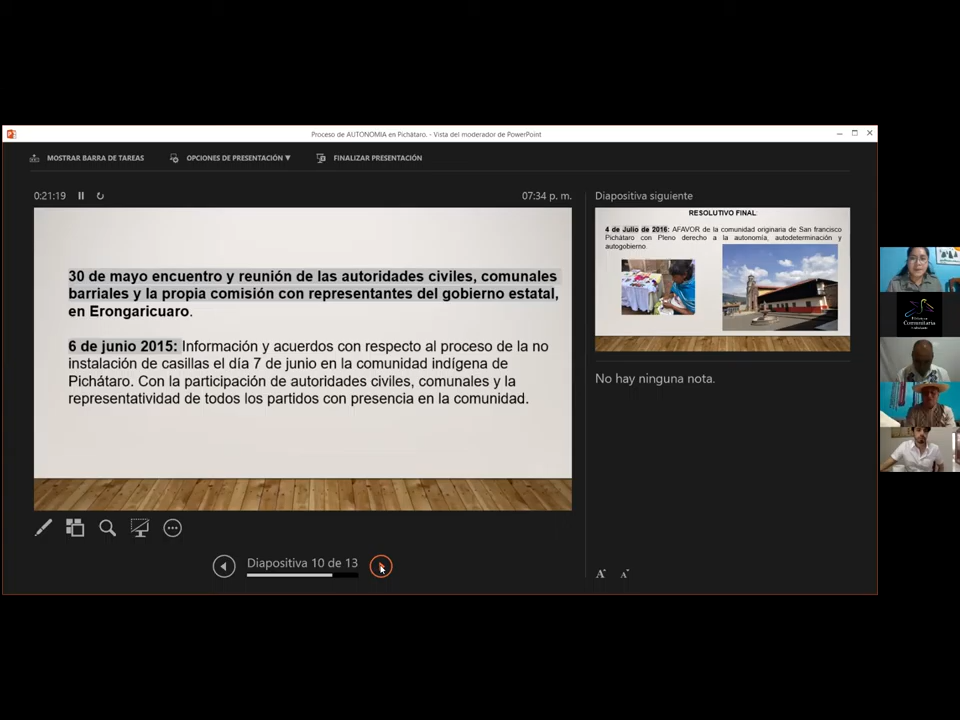 Proceso de AUTONOMIA en Pichátaro. - Vista del moderador de PowerPoint
MOSTRAR BARRA DE TAREAS
OPCIONES DE PRESENTACIÓN ▼
FINALIZAR PRESENTACIÓN
0:21:19
07:34 p. m.
30 de mayo encuentro y reunión de las autoridades civiles, comunales
barriales y la propia comisión con representantes del gobierno estatal,
en Erongaricuaro.
6 de junio 2015: Información y acuerdos con respecto al proceso de la no
instalación de casillas el día 7 de junio en la comunidad indígena de
Pichátaro. Con la participación de autoridades civiles, comunales y la
representatividad de todos los partidos con presencia en la comunidad.
Diapositiva 10 de 13
Diapositiva siguiente
RESOLUTIVO FINAL:
4 de Julio de 2016: AFAVOR de la comunidad originaria de San francisco
Pichátaro con Pleno derecho a la autonomía, autodeterminación y
autogobierno.
No hay ninguna nota.
A A
Comunitaria